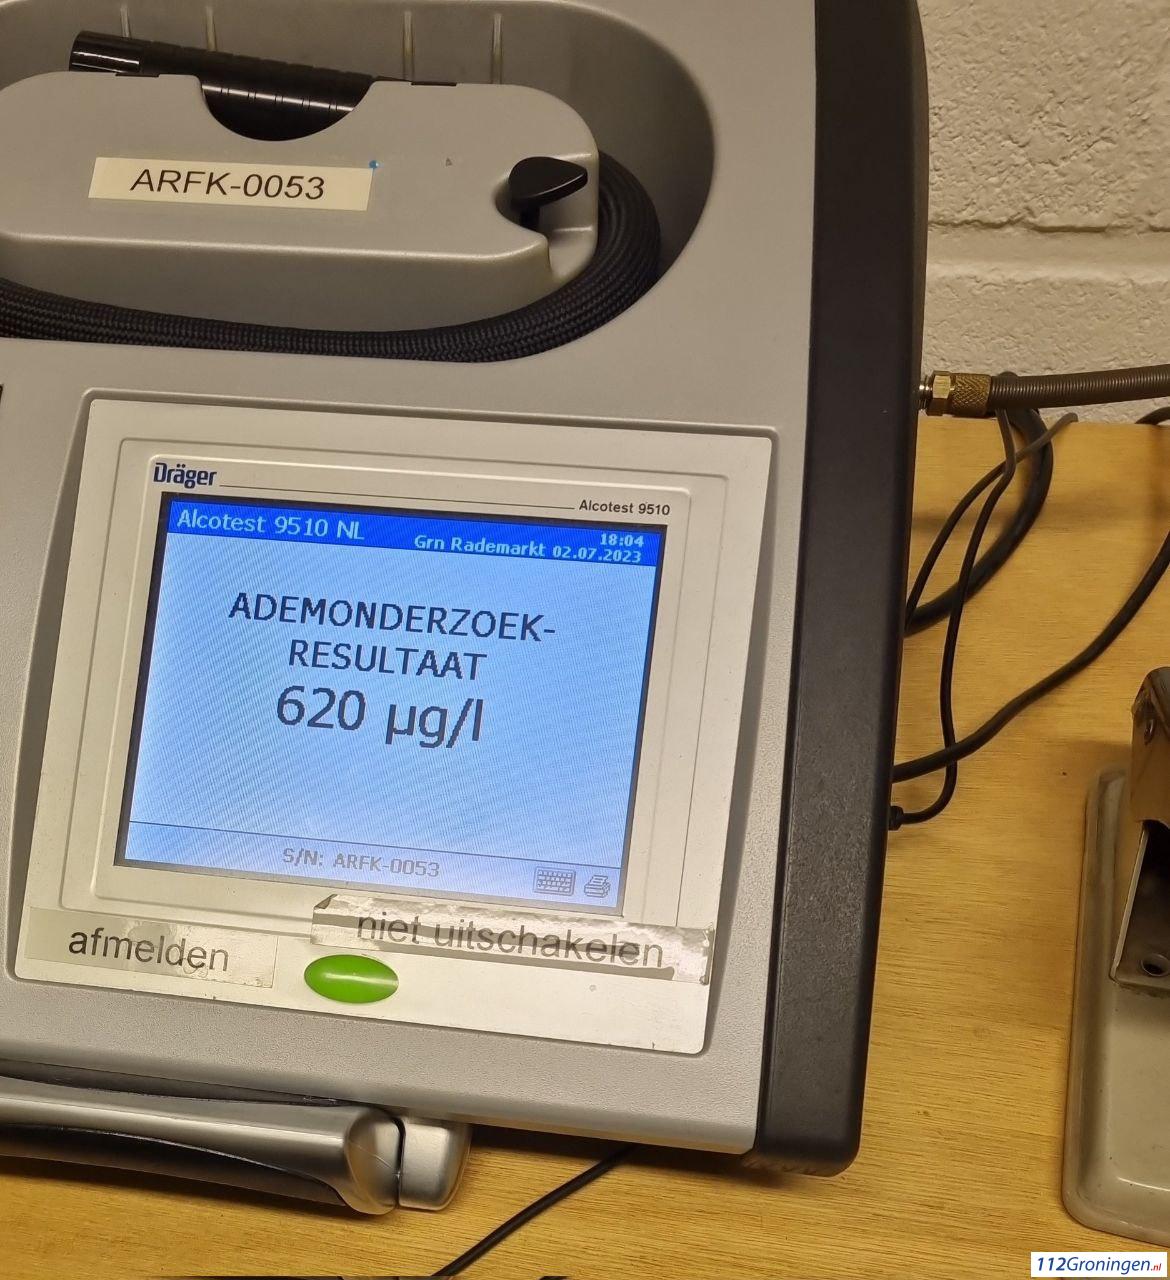 ARFK-0053
Dräger
Alcotest 9510
Alcotest 9510 NL
18:04
Grn Rademarkt 02.07.2023
ADEMONDERZOEK-
RESULTAAT
620 µg/l
S/N: ARFK-0053
niet uitschakelen
afmelden
112Groningen.nl